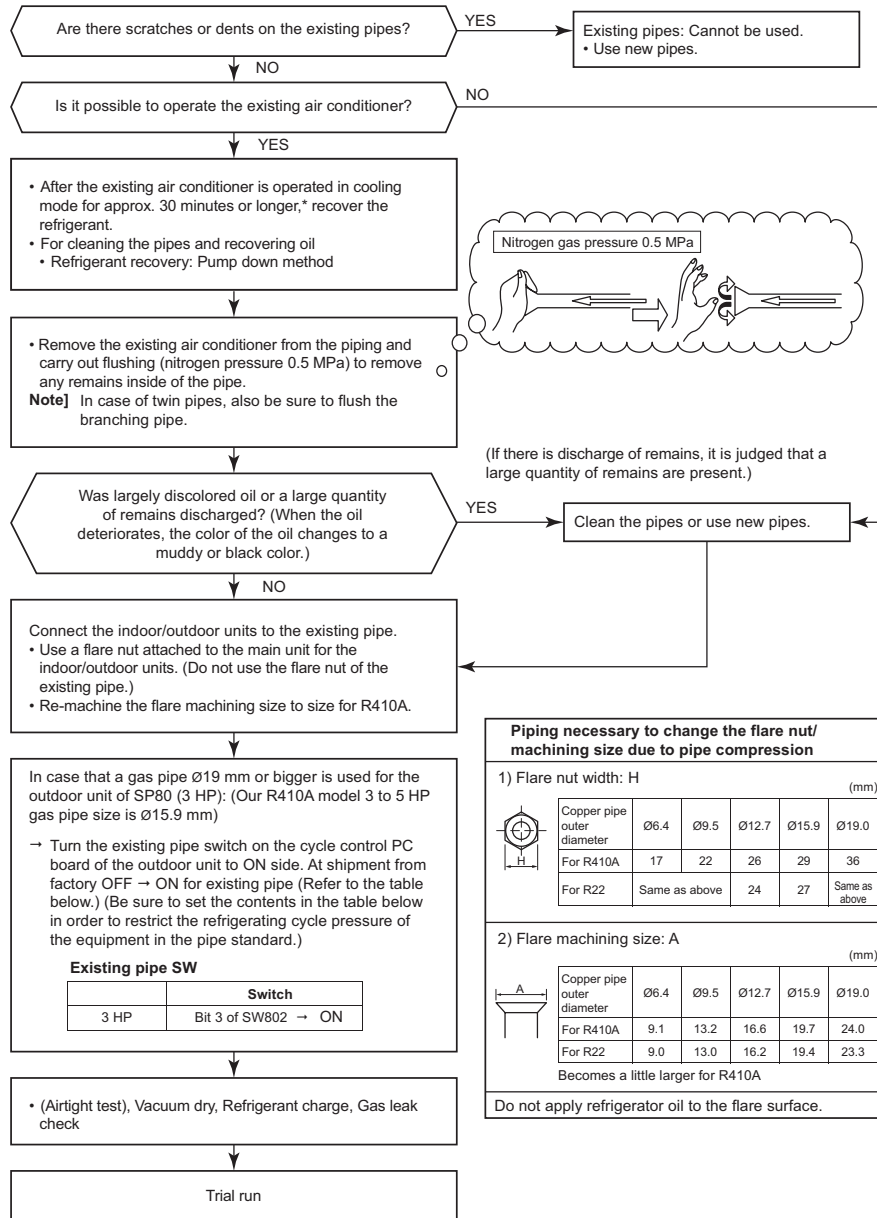 Are there scratches or dents on the existing pipes?
YES
Existing pipes: Cannot be used.
• Use new pipes.
NO
Is it possible to operate the existing air conditioner?
NO
YES
• After the existing air conditioner is operated in cooling
mode for approx. 30 minutes or longer,* recover the
refrigerant.
• For cleaning the pipes and recovering oil
• Refrigerant recovery: Pump down method
Nitrogen gas pressure 0.5 MPa
• Remove the existing air conditioner from the piping and
carry out flushing (nitrogen pressure 0.5 MPa) to remove
any remains inside of the pipe.
Note] In case of twin pipes, also be sure to flush the
branching pipe.
(If there is discharge of remains, it is judged that a
large quantity of remains are present.)
Was largely discolored oil or a large quantity
of remains discharged? (When the oil
deteriorates, the color of the oil changes to a
muddy or black color.)
YES
Clean the pipes or use new pipes.
NO
Connect the indoor/outdoor units to the existing pipe.
• Use a flare nut attached to the main unit for the
indoor/outdoor units. (Do not use the flare nut of the
existing pipe.)
• Re-machine the flare machining size to size for R410A.
In case that a gas pipe Ø19 mm or bigger is used for the
outdoor unit of SP80 (3 HP): (Our R410A model 3 to 5 HP
gas pipe size is Ø15.9 mm)
→ Turn the existing pipe switch on the cycle control PC
board of the outdoor unit to ON side. At shipment from
factory OFF → ON for existing pipe (Refer to the table
below.) (Be sure to set the contents in the table below
in order to restrict the refrigerating cycle pressure of
the equipment in the pipe standard.)
Existing pipe SW
Switch
3 HP Bit 3 of SW802 → ON
• (Airtight test), Vacuum dry, Refrigerant charge, Gas leak
check
Trial run
Piping necessary to change the flare nut/
machining size due to pipe compression
1) Flare nut width: H
(mm)
H
Copper pipe
outer
diameter
Ø6.4 Ø9.5 Ø12.7 Ø15.9 Ø19.0
For R410A 17 22 26 29 36
For R22 Same as above 24 27 Same as
above
2) Flare machining size: A
(mm)
A
Copper pipe
outer
diameter
Ø6.4 Ø9.5 Ø12.7 Ø15.9 Ø19.0
For R410A 9.1 13.2 16.6 19.7 24.0
For R22 9.0 13.0 16.2 19.4 23.3
Becomes a little larger for R410A
Do not apply refrigerator oil to the flare surface.